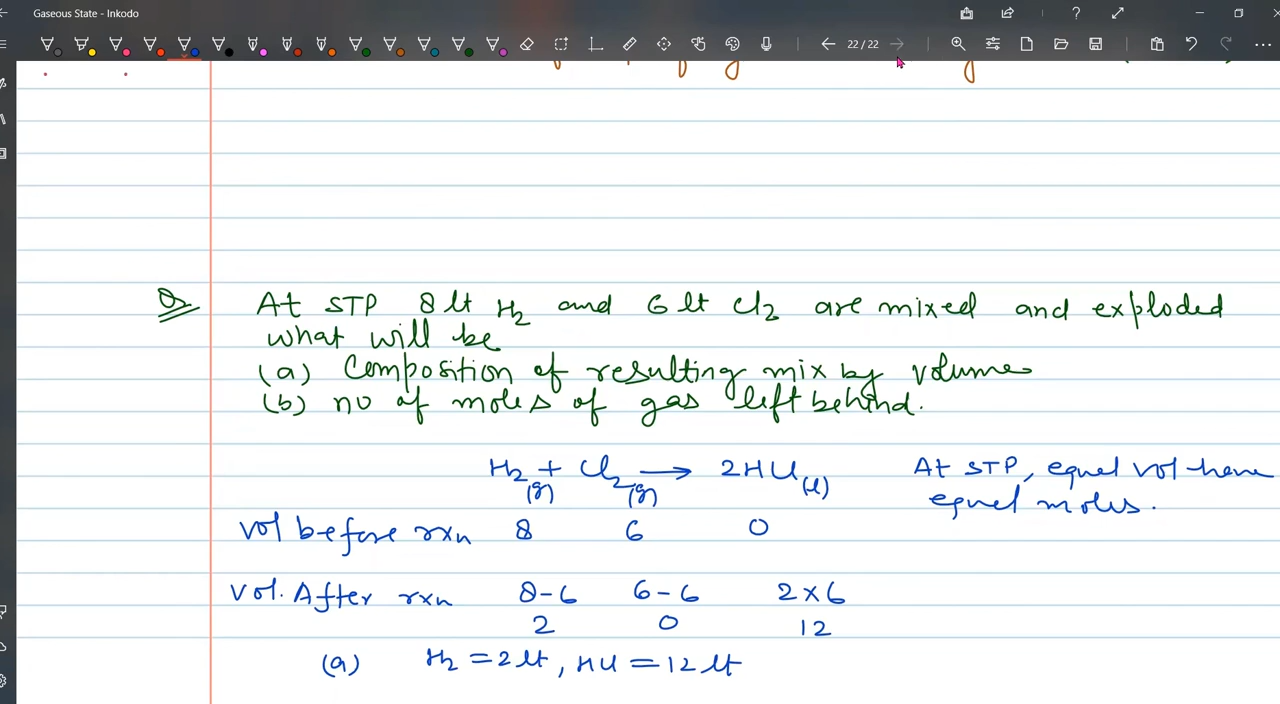 Gaseous State - Inkodo
22/22
At STP 8 lt H2 and 6 lt Cl2 are mixed and exploded
what will be
(a) Composition of resulting mix by volume
(b) no of moles of gas left behind.
H2 (g) + Cl2 (g) → 2HCl (l)
At STP, equal vol have
equal moles.
Vol before rxn 8 6 0
Vol. After rxn 8-6 6-6 2×6
2 0 12
(a) H2 = 2 lt, HCl = 12 lt